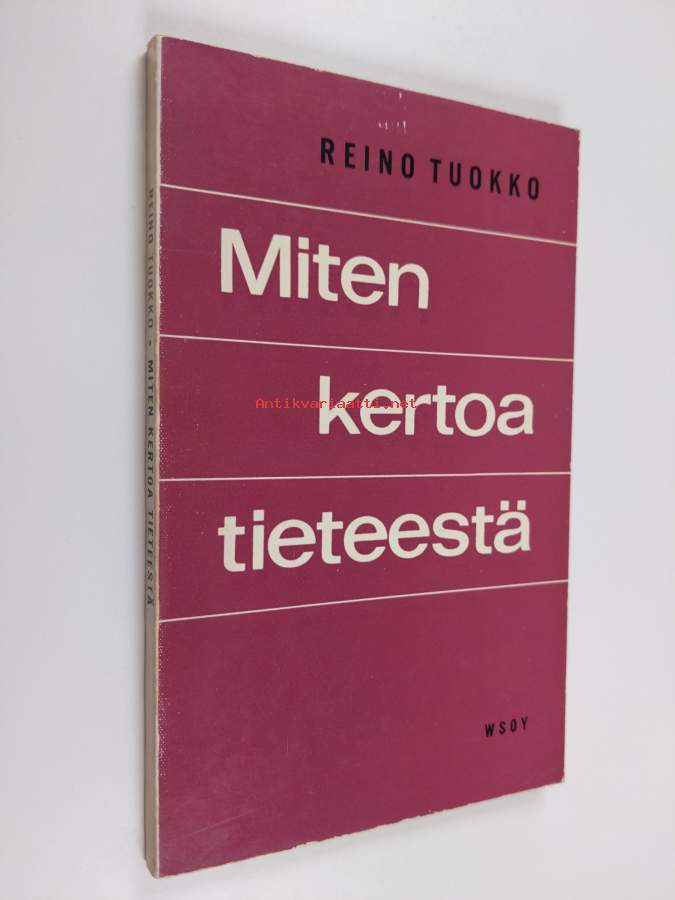 REINO TUOKKO
Miten
kertoa
tieteestä
WSOY
REINO TUOKKO • MITEN KERTOA TIETEESTÄ
Antikvariaatti.net